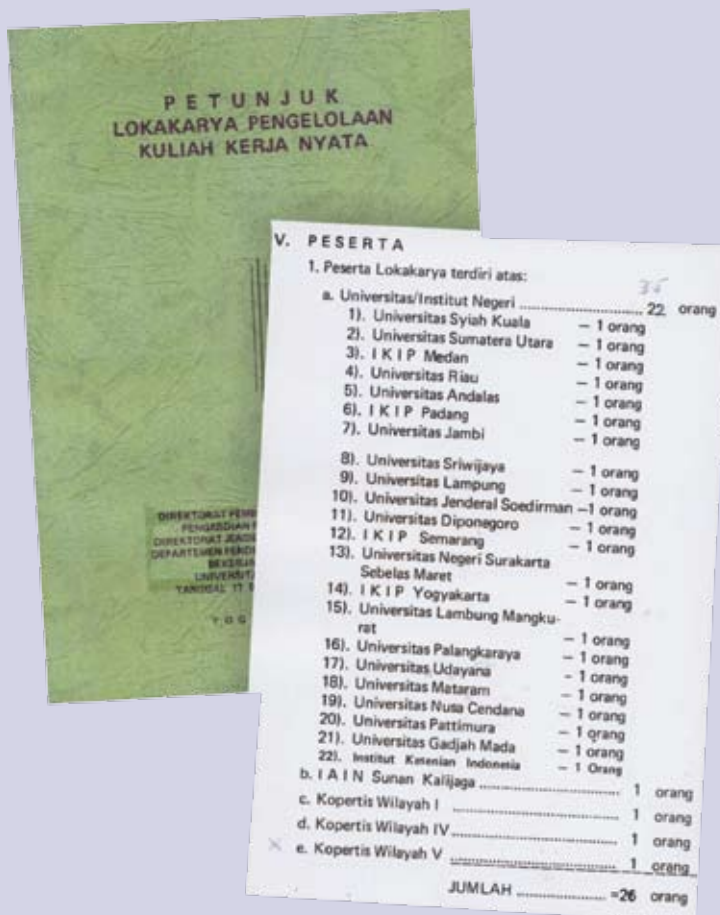 PETUNJUK
LOKAKARYA PENGELOLAAN
KULIAH KERJA NYATA
DIREKTORAT
DIREKTORAT
DEPARTEMEN
TANGGAL 17
V. PESERTA
1. Peserta Lokakarya terdiri atas:
a. Universitas/Institut Negeri .................................... 22 orang
1). Universitas Syiah Kuala – 1 orang
2). Universitas Sumatera Utara – 1 orang
3). I K I P Medan – 1 orang
4). Universitas Riau – 1 orang
5). Universitas Andalas – 1 orang
6). I K I P Padang – 1 orang
7). Universitas Jambi – 1 orang
8). Universitas Sriwijaya – 1 orang
9). Universitas Lampung – 1 orang
10). Universitas Jenderal Soedirman –1 orang
11). Universitas Diponegoro – 1 orang
12). I K I P Semarang – 1 orang
13). Universitas Negeri Surakarta
Sebelas Maret – 1 orang
14). I K I P Yogyakarta – 1 orang
15). Universitas Lambung Mangku-
rat – 1 orang
16). Universitas Palangkaraya – 1 orang
17). Universitas Udayana - 1 orang
18). Universitas Mataram – 1 orang
19). Universitas Nusa Cendana – 1 orang
20). Universitas Pattimura – 1 orang
21). Universitas Gadjah Mada – 1 orang
22). Institut Kesenian Indonesia – 1 Orang
b. I A I N Sunan Kalijaga .................................... 1 orang
c. Kopertis Wilayah I .................................... 1 orang
d. Kopertis Wilayah IV .................................... 1 orang
e. Kopertis Wilayah V .................................... 1 orang
JUMLAH ........................ =26 orang